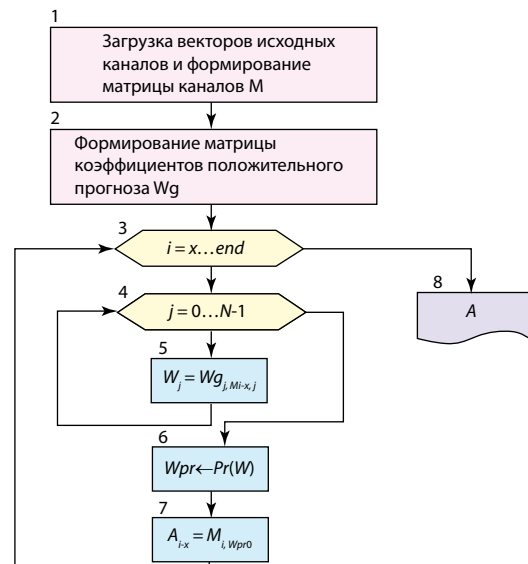 1
Загрузка векторов исходных
каналов и формирование
матрицы каналов М
2
Формирование матрицы
коэффициентов положительного
прогноза Wg
3
i = x…end
4
j = 0…N-1
5
Wj = Wgj, Mi-x, j
6
Wpr←Pr(W)
7
Ai-x = Mi, Wpr0
8
A